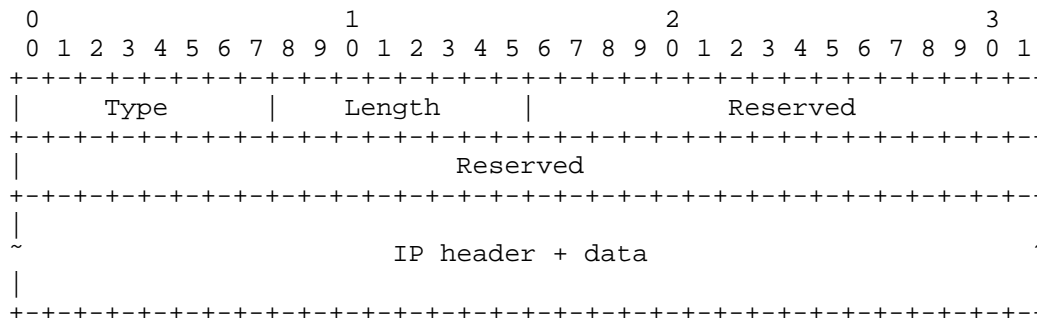 0                   1                   2                   3
0 1 2 3 4 5 6 7 8 9 0 1 2 3 4 5 6 7 8 9 0 1 2 3 4 5 6 7 8 9 0 1
+-+-+-+-+-+-+-+-+-+-+-+-+-+-+-+-+-+-+-+-+-+-+-+-+-+-+-+-+-+-+-+-
|     Type      |    Length     |            Reserved
+-+-+-+-+-+-+-+-+-+-+-+-+-+-+-+-+-+-+-+-+-+-+-+-+-+-+-+-+-+-+-+-
|                           Reserved
+-+-+-+-+-+-+-+-+-+-+-+-+-+-+-+-+-+-+-+-+-+-+-+-+-+-+-+-+-+-+-+-
|
~                       IP header + data                        ~
|
+-+-+-+-+-+-+-+-+-+-+-+-+-+-+-+-+-+-+-+-+-+-+-+-+-+-+-+-+-+-+-+-